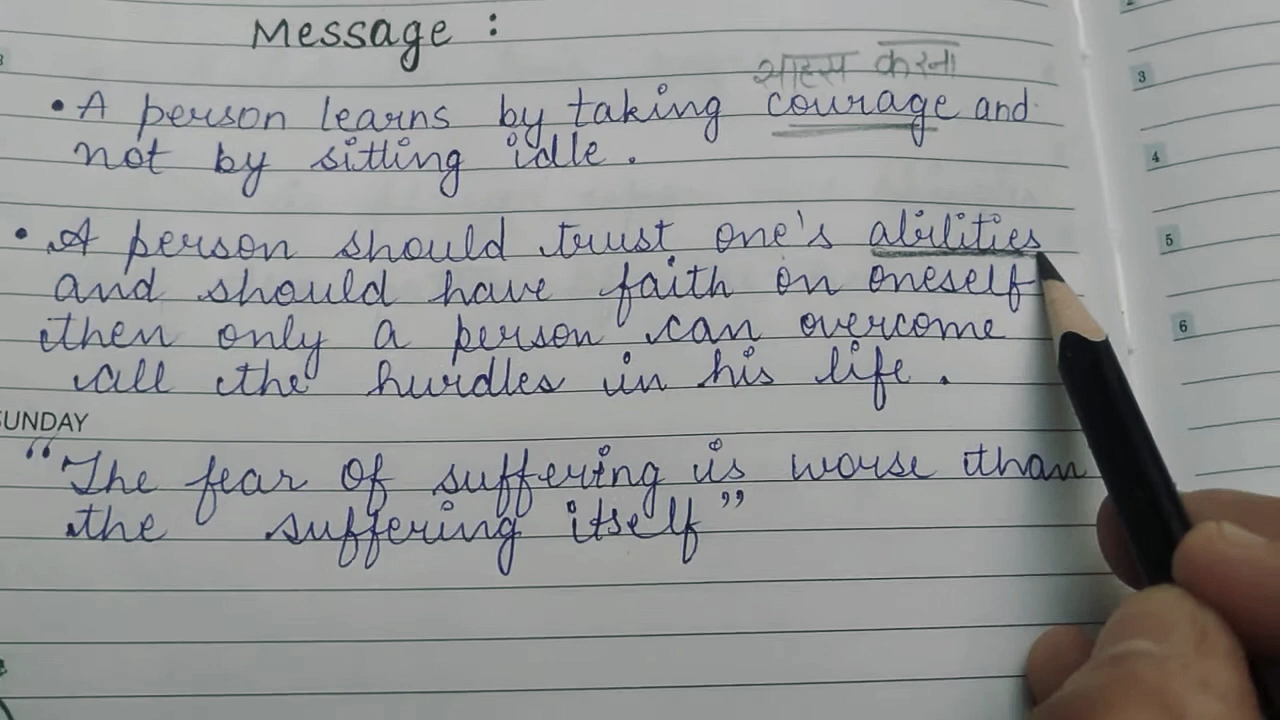 Message :
साहस करना
• A person learns by taking courage and
not by sitting idle.
• A person should trust one's abilities
and should have faith on oneself
then only a person can overcome
all the hurdles in his life.
SUNDAY
“The fear of suffering is worse than
the suffering itself”
3
4
5
6